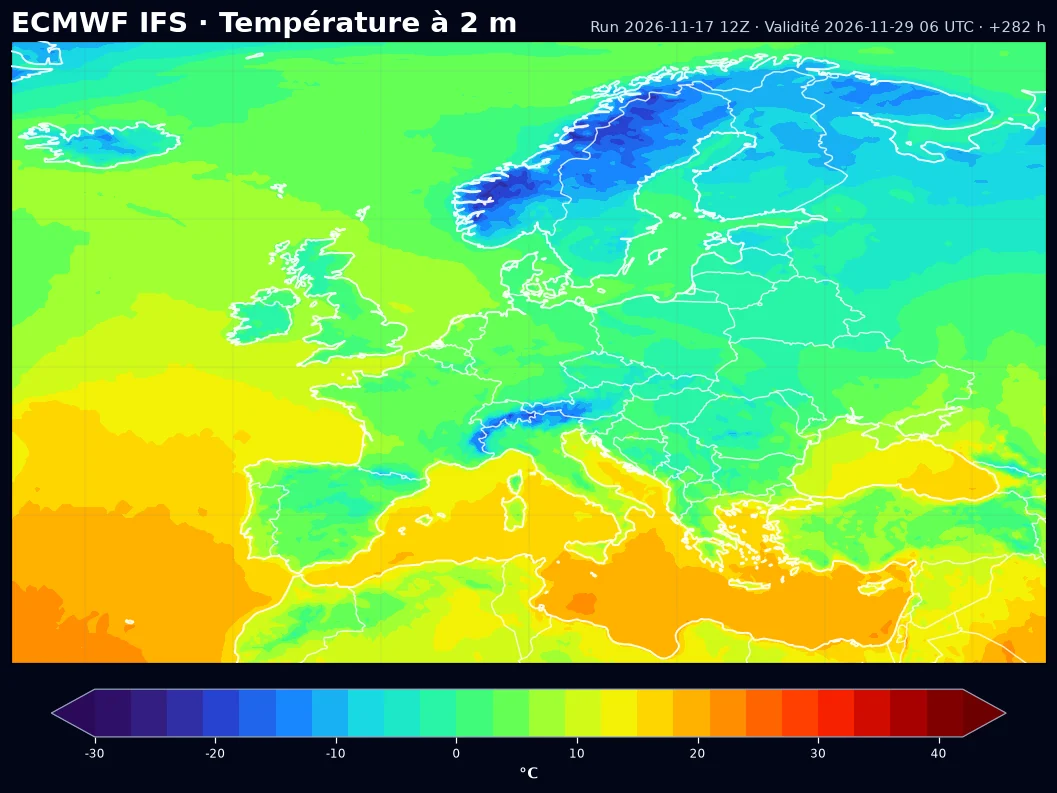 ECMWF IFS · Température à 2 m
Run 2026-11-17 12Z · Validité 2026-11-29 06 UTC · +282 h
-30 -20 -10 0 10 20 30 40
°C